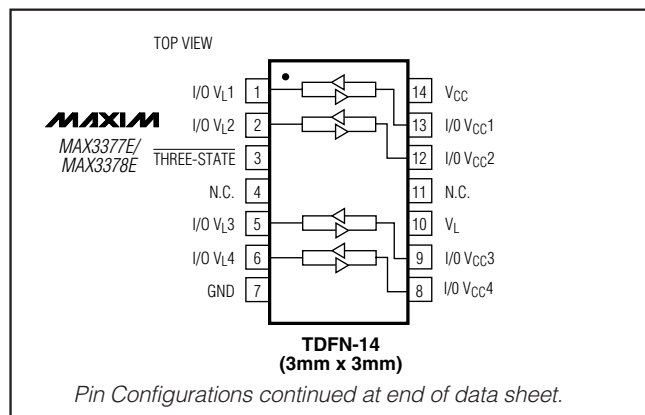 TOP VIEW
I/O VL1 1 14 VCC
MAXIM
MAX3377E/
MAX3378E
I/O VL2 2 13 I/O VCC1
THREE-STATE 3 12 I/O VCC2
N.C. 4 11 N.C.
I/O VL3 5 10 VL
I/O VL4 6 9 I/O VCC3
GND 7 8 I/O VCC4
TDFN-14
(3mm x 3mm)
Pin Configurations continued at end of data sheet.